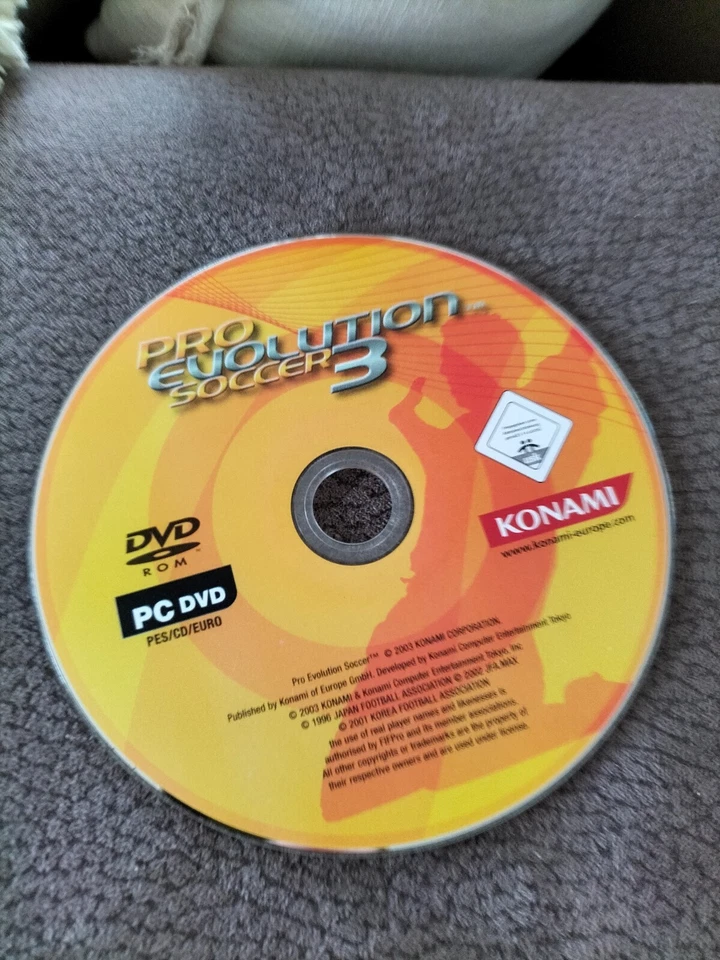 PRO
EVOLUTION
SOCCER 3
KONAMI
www.konami-europe.com
DVD
ROM
PC DVD
PES/CD/EURO
Pro Evolution Soccer™ © 2003 KONAMI CORPORATION.
Published by Konami of Europe GmbH. Developed by Konami Computer Entertainment Tokyo
© 2003 KONAMI & Konami Computer Entertainment Tokyo, Inc
© 1996 JAPAN FOOTBALL ASSOCIATION © 2002 JFA.MAX
© 2001 KOREA FOOTBALL ASSOCIATION
the use of real player names and likenesses is
authorised by FIFPro and its member associations.
All other copyrights or trademarks are the property of
their respective owners and are used under license.